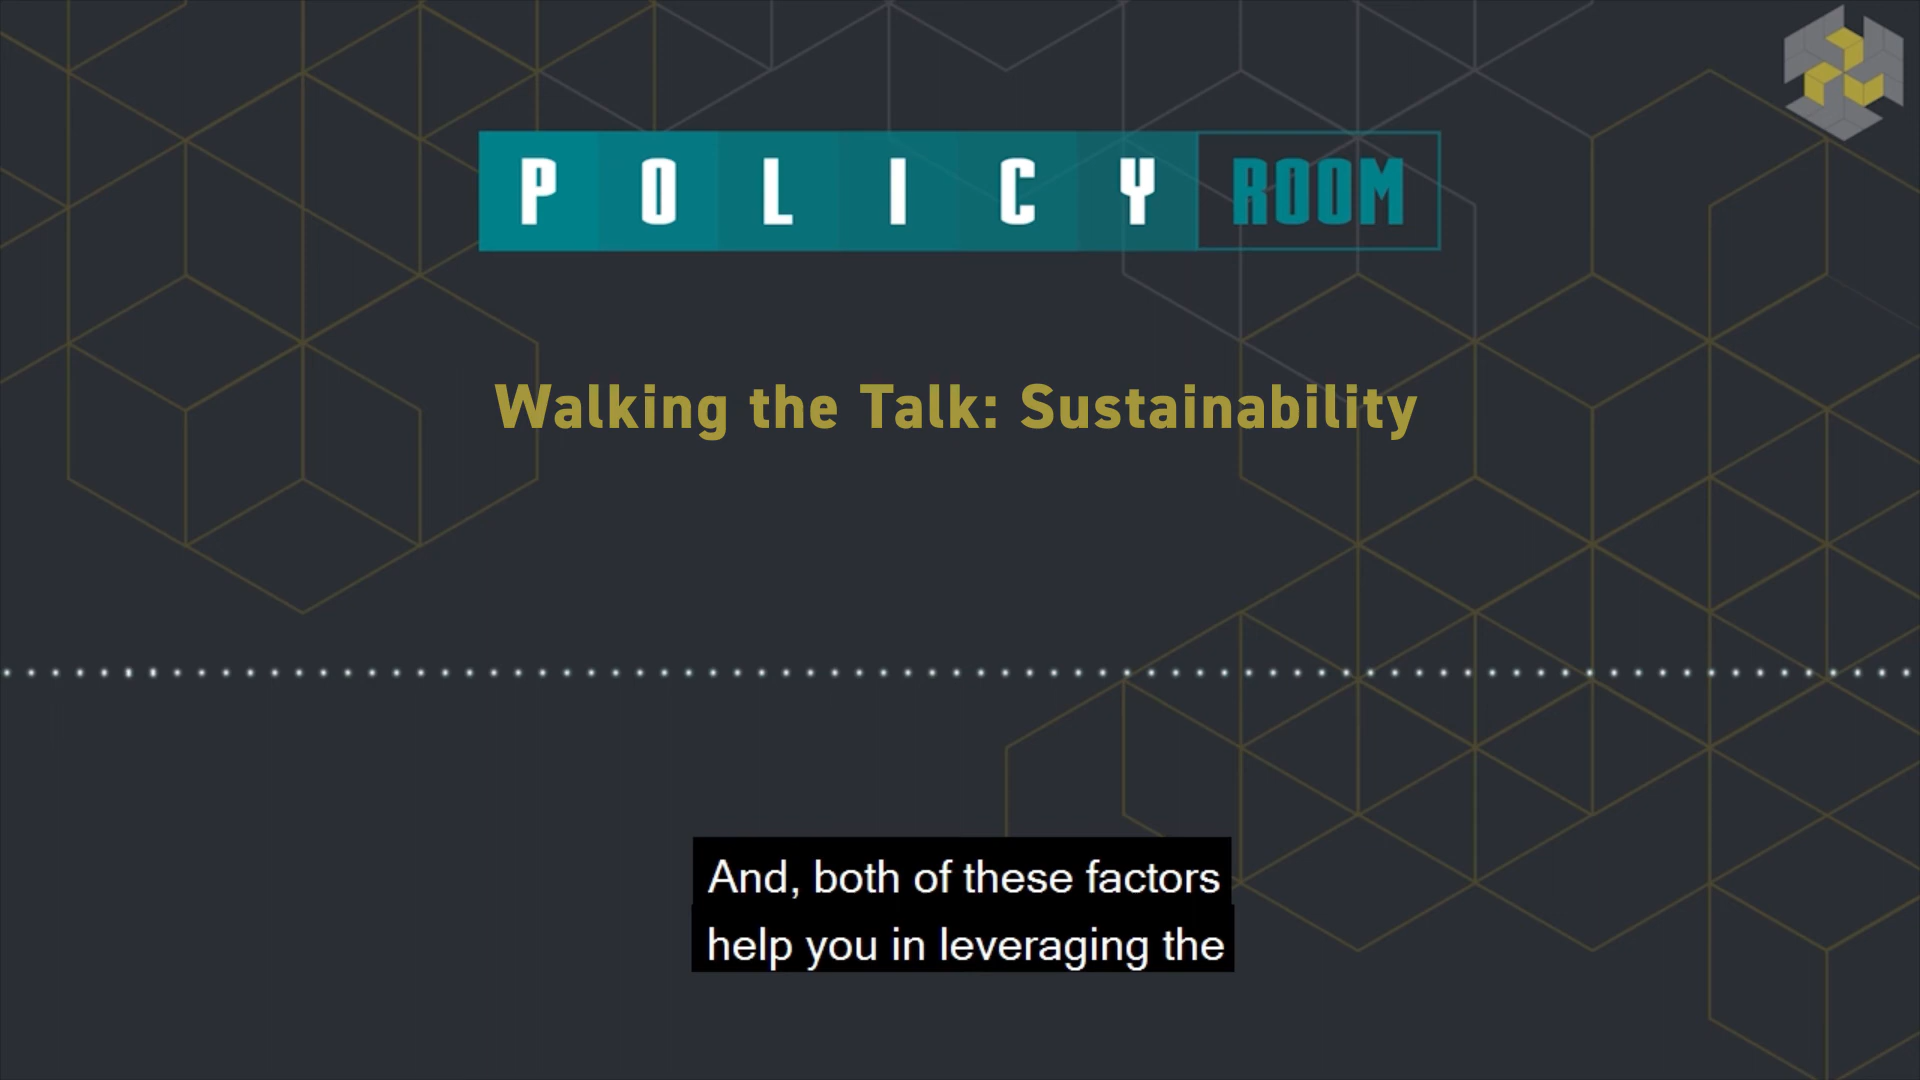 POLICY ROOM
Walking the Talk: Sustainability
And, both of these factors
help you in leveraging the